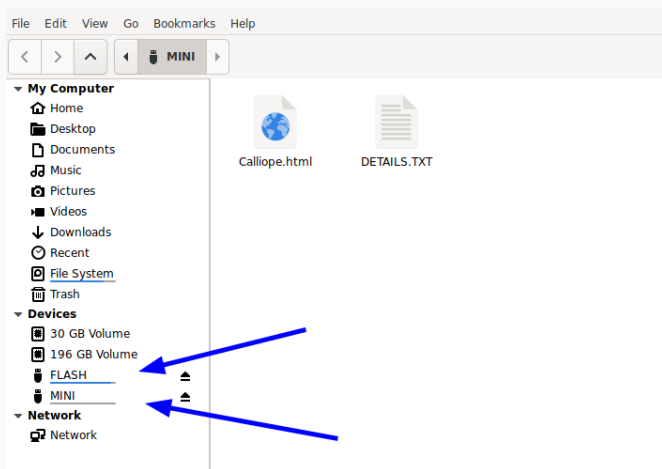 File Edit View Go Bookmarks Help
MINI
My Computer
Home
Desktop
Documents
Music
Pictures
Videos
Downloads
Recent
File System
Trash
Devices
30 GB Volume
196 GB Volume
FLASH
MINI
Network
Network
Calliope.html DETAILS.TXT